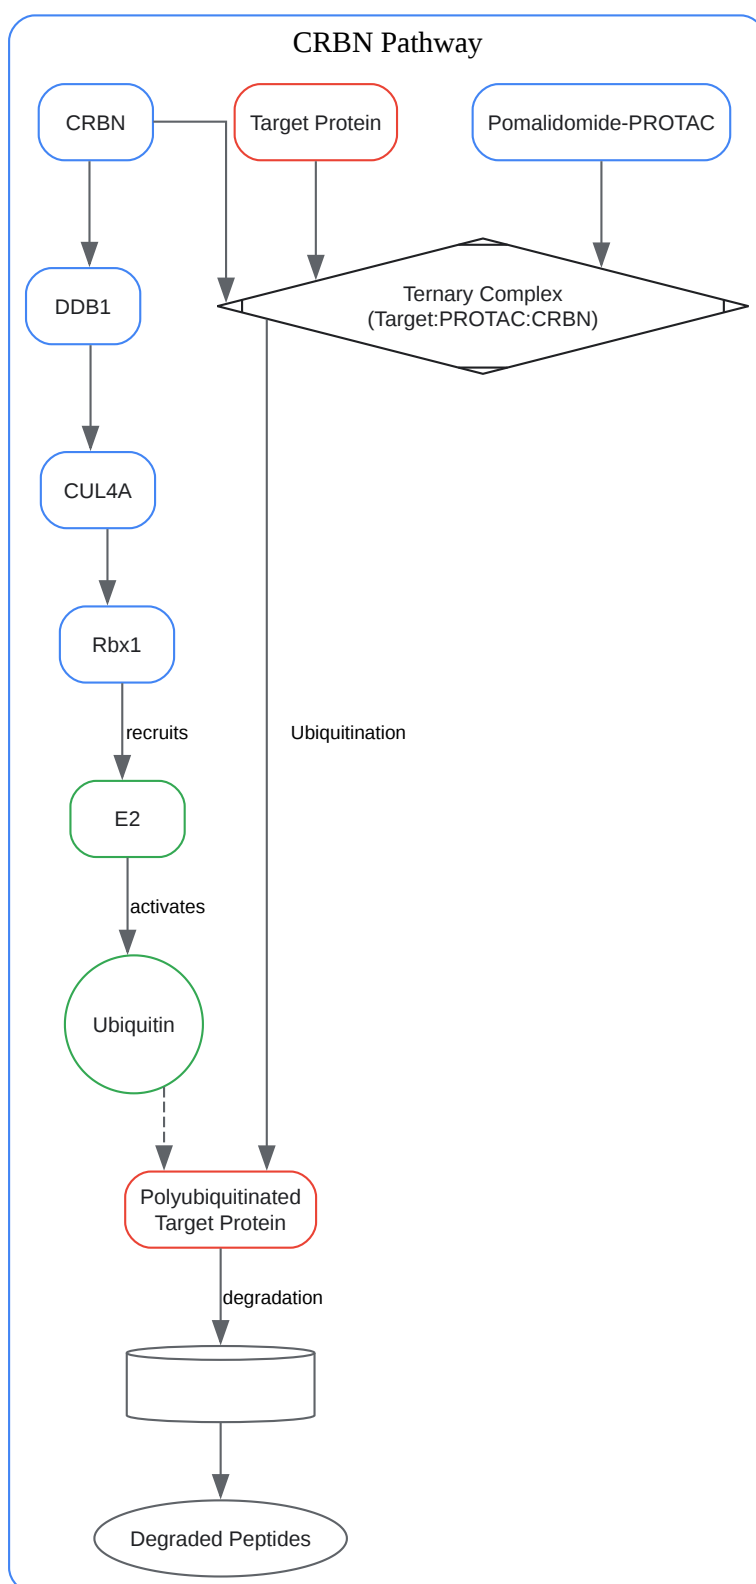 CRBN Pathway
CRBN
Target Protein
Pomalidomide-PROTAC
DDB1
Ternary Complex
(Target:PROTAC:CRBN)
CUL4A
Rbx1
recruits
Ubiquitination
E2
activates
Ubiquitin
Polyubiquitinated
Target Protein
degradation
Degraded Peptides